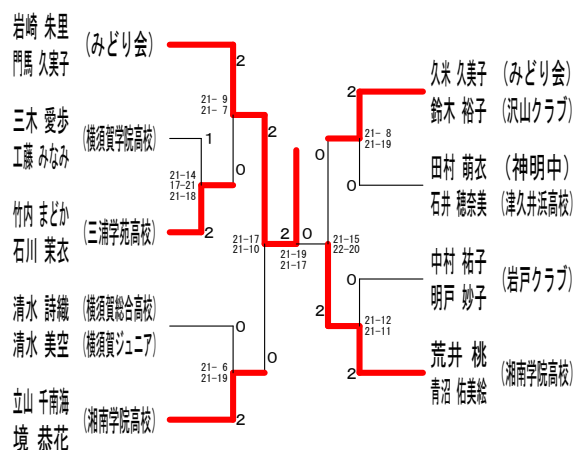 岩崎 朱里
門馬 久実子
(みどり会)
2
21- 9
21- 7
三木 愛歩
工藤 みなみ
(横須賀学院高校)
1
21-14
17-21
21-18
0
竹内 まどか
石川 茉衣
(三浦学苑高校)
2
2
21-17
21-10
清水 詩織
清水 美空
(横須賀総合高校)
(横須賀ジュニア)
0
21- 6
21-19
0
立山 千南海
境 恭花
(湘南学院高校)
2
2
0
21-19
21-17
久米 久美子
鈴木 裕子
(みどり会)
(沢山クラブ)
2
21- 8
21-19
0
田村 萌衣
石井 穂奈美
(神明中)
(津久井浜高校)
0
21-15
22-20
中村 祐子
明戸 妙子
(岩戸クラブ)
0
2
21-12
21-11
荒井 桃
青沼 佑美絵
(湘南学院高校)
2